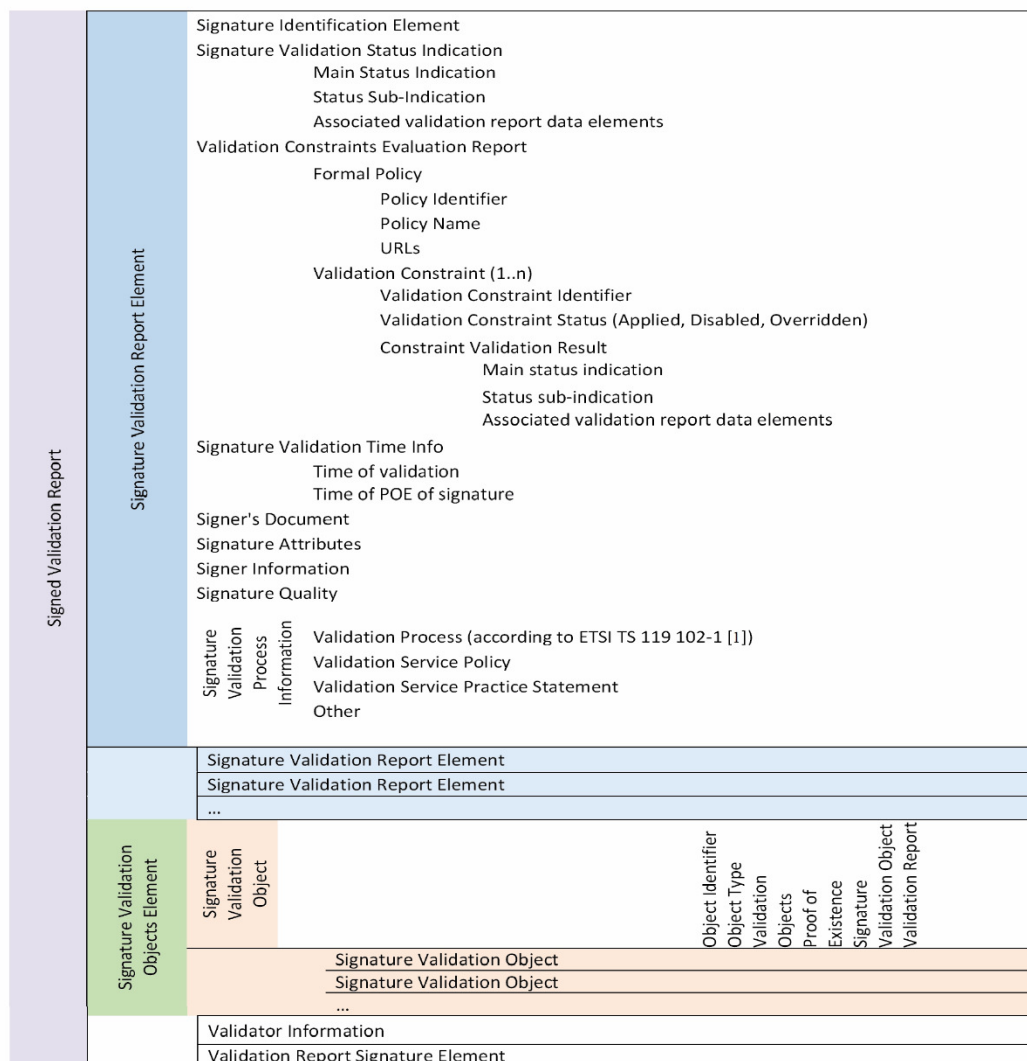 Signed Validation Report
Signature Validation Report Element
Signature Identification Element
Signature Validation Status Indication
Main Status Indication
Status Sub-Indication
Associated validation report data elements
Validation Constraints Evaluation Report
Formal Policy
Policy Identifier
Policy Name
URLs
Validation Constraint (1..n)
Validation Constraint Identifier
Validation Constraint Status (Applied, Disabled, Overridden)
Constraint Validation Result
Main status indication
Status sub-indication
Associated validation report data elements
Signature Validation Time Info
Time of validation
Time of POE of signature
Signer's Document
Signature Attributes
Signer Information
Signature Quality
Signature
Validation
Process
Information
Validation Process (according to ETSI TS 119 102-1 [1])
Validation Service Policy
Validation Service Practice Statement
Other
Signature Validation Report Element
Signature Validation Report Element
...
Signature Validation
Objects Element
Signature
Validation
Object
Object Identifier
Object Type
Validation
Objects
Proof of
Existence
Signature
Validation Object
Validation Report
Signature Validation Object
Signature Validation Object
...
Validator Information
Validation Report Signature Element